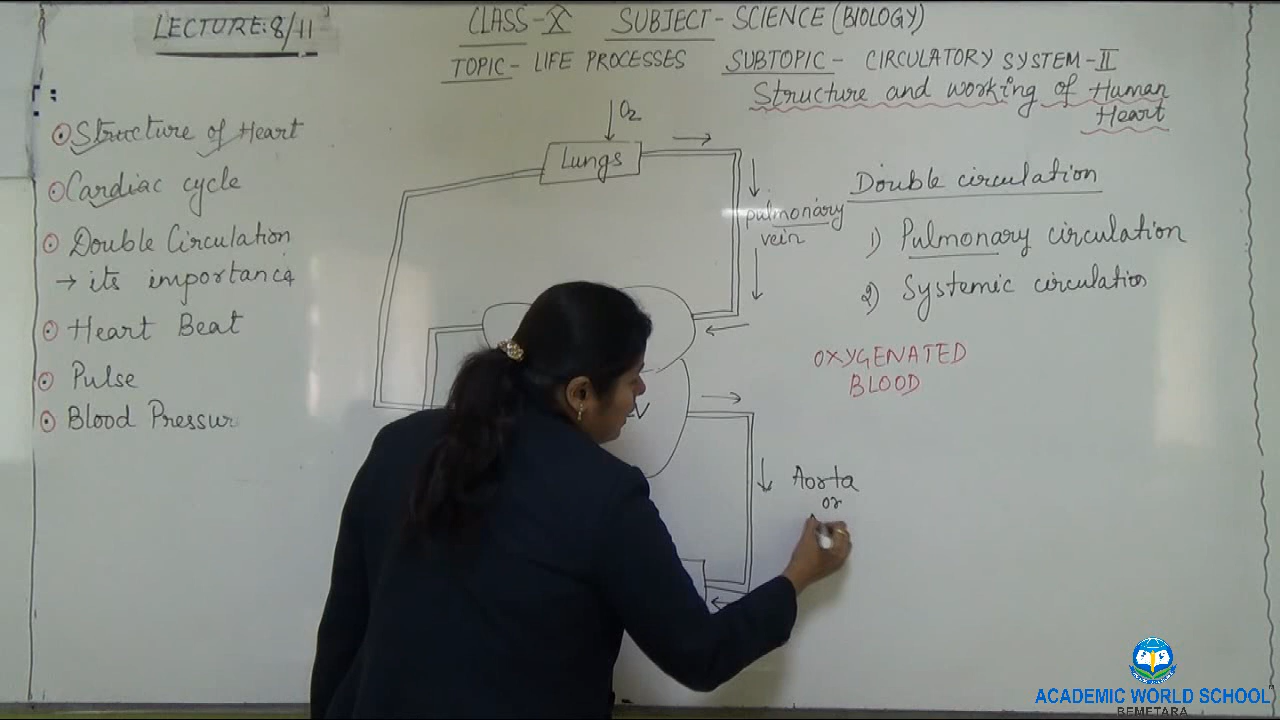 LECTURE: 8/11
CLASS-X SUBJECT- SCIENCE (BIOLOGY)
TOPIC- LIFE PROCESSES SUBTOPIC- CIRCULATORY SYSTEM-II
Structure and working of Human
Heart
⊙ Structure of Heart
⊙ Cardiac cycle
⊙ Double Circulation
→ its importance
⊙ Heart Beat
⊙ Pulse
⊙ Blood Pressur
O2
Lungs
pulmonary
vein
V
Aorta
or
Double circulation
1) Pulmonary circulation
2) Systemic circulation
OXYGENATED
BLOOD
ACADEMIC WORLD SCHOOL
BEMETARA